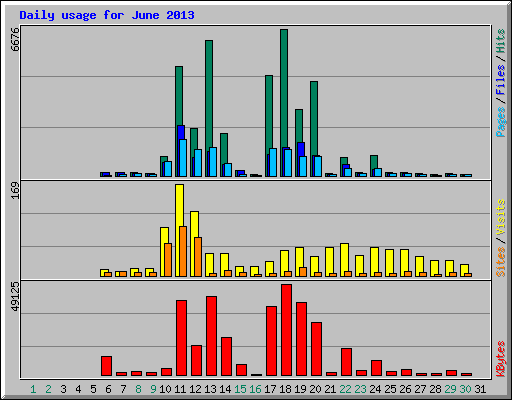 Daily usage for June 2013
6676
Pages / Files / Hits
169
Sites / Visits
49125
KBytes
1 2 3 4 5 6 7 8 9 10 11 12 13 14 15 16 17 18 19 20 21 22 23 24 25 26 27 28 29 30 31